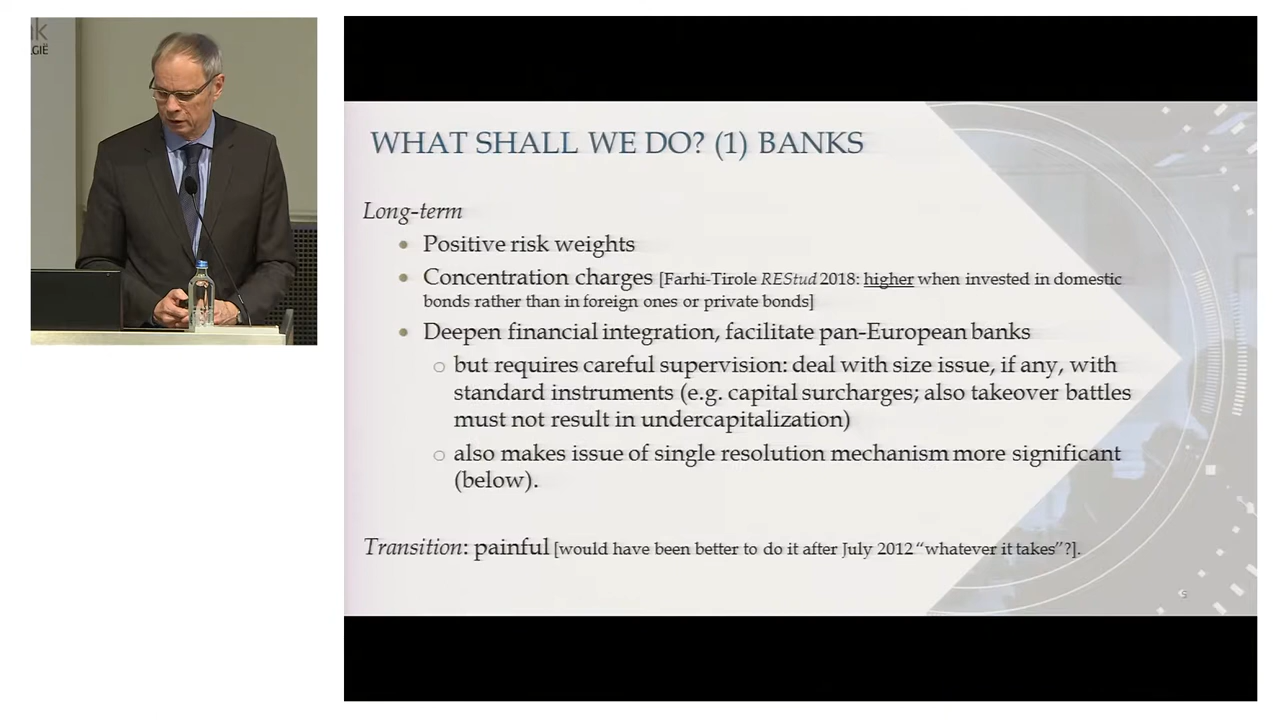 GIË
WHAT SHALL WE DO? (1) BANKS
Long-term
• Positive risk weights
• Concentration charges [Farhi-Tirole REStud 2018: higher when invested in domestic
bonds rather than in foreign ones or private bonds]
• Deepen financial integration, facilitate pan-European banks
○ but requires careful supervision: deal with size issue, if any, with
standard instruments (e.g. capital surcharges; also takeover battles
must not result in undercapitalization)
○ also makes issue of single resolution mechanism more significant
(below).
Transition: painful [would have been better to do it after July 2012 “whatever it takes”?].